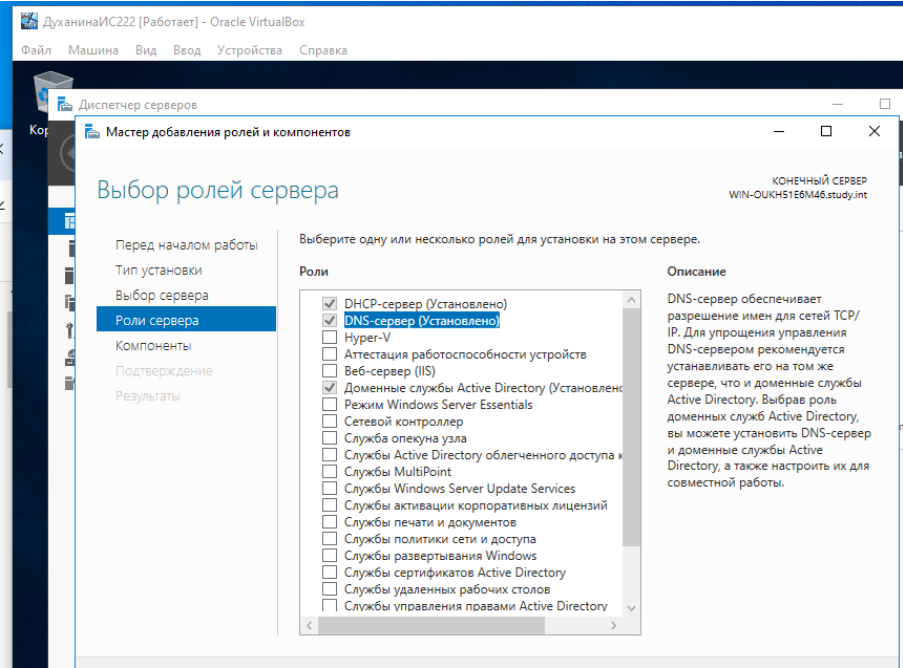 ДуханинаИС222 [Работает] - Oracle VirtualBox
Файл Машина Вид Ввод Устройства Справка
Диспетчер серверов
Кор
Мастер добавления ролей и компонентов
Выбор ролей сервера
КОНЕЧНЫЙ СЕРВЕР
WIN-OUKH51E6M46.study.int
Перед началом работы
Тип установки
Выбор сервера
Роли сервера
Компоненты
Подтверждение
Результаты
Выберите одну или несколько ролей для установки на этом сервере.
Роли
DHCP-сервер (Установлено)
DNS-сервер (Установлено)
Hyper-V
Аттестация работоспособности устройств
Веб-сервер (IIS)
Доменные службы Active Directory (Установленс
Режим Windows Server Essentials
Сетевой контроллер
Служба опекуна узла
Службы Active Directory облегченного доступа к
Службы MultiPoint
Службы Windows Server Update Services
Службы активации корпоративных лицензий
Службы печати и документов
Службы политики сети и доступа
Службы развертывания Windows
Службы сертификатов Active Directory
Службы удаленных рабочих столов
Службы управления правами Active Directory
Описание
DNS-сервер обеспечивает
разрешение имен для сетей TCP/
IP. Для упрощения управления
DNS-сервером рекомендуется
устанавливать его на том же
сервере, что и доменные службы
Active Directory. Выбрав роль
доменных служб Active Directory,
вы можете установить DNS-сервер
и доменные службы Active
Directory, а также настроить их для
совместной работы.